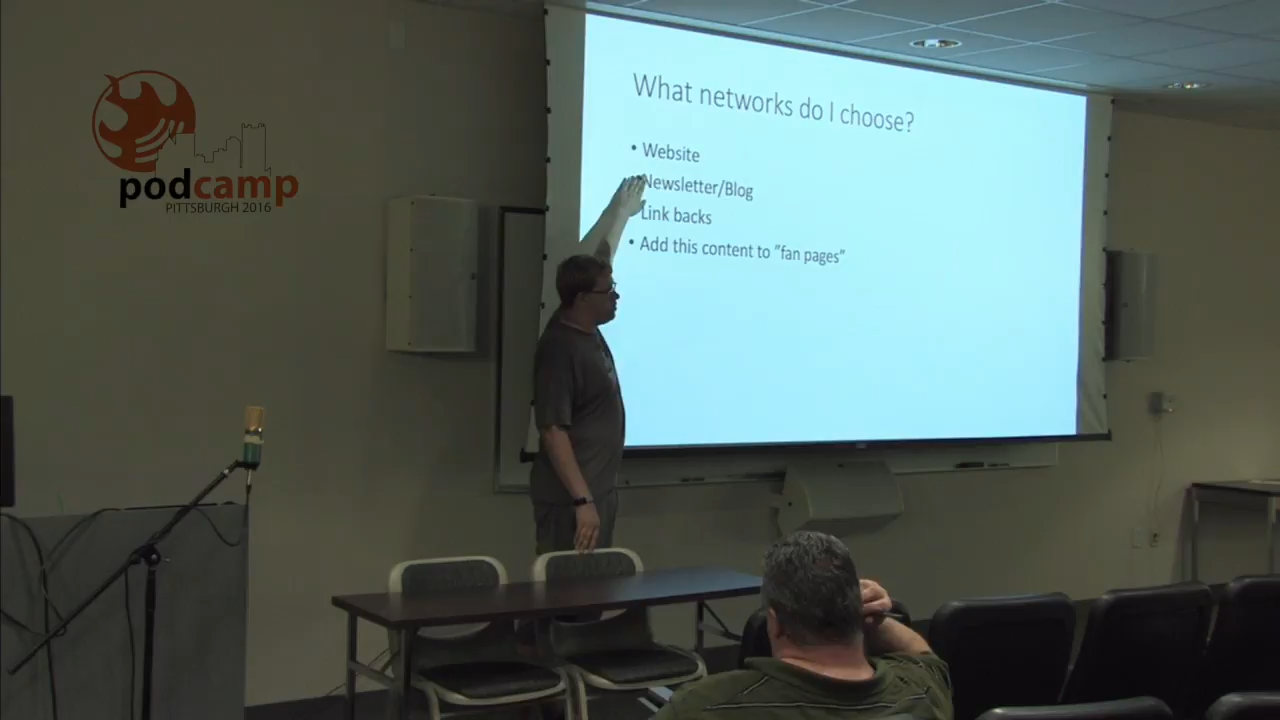 podcamp
PITTSBURGH 2016
What networks do I choose?
• Website
Newsletter/Blog
Link backs
• Add this content to "fan pages"